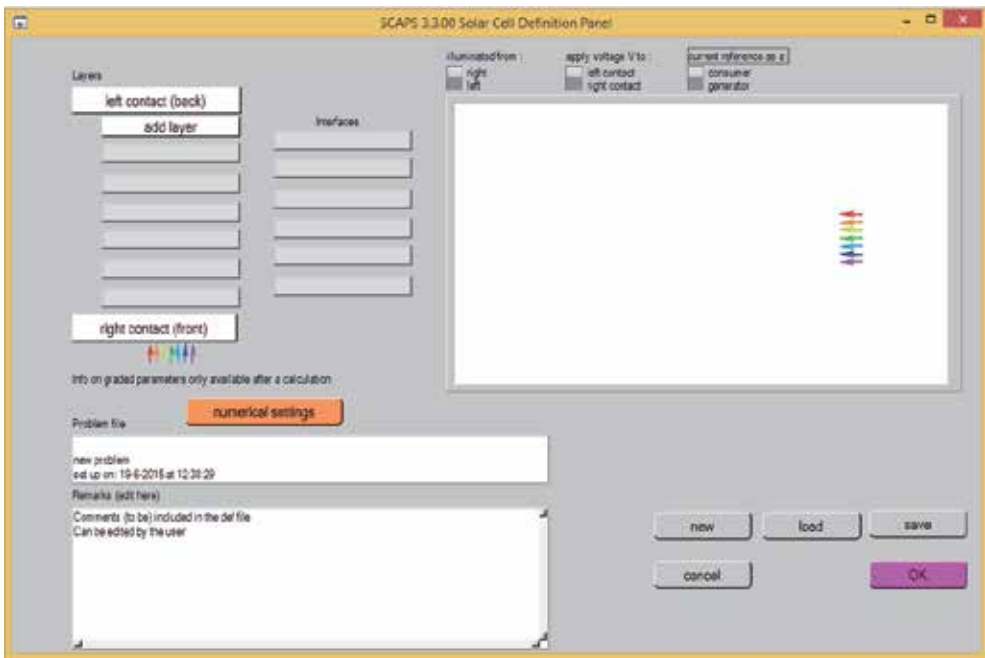 SCAPS 3.3.00 Solar Cell Definition Panel
illuminated from :
right
left
apply voltage V to :
left contact
right contact
current reference as a:
consumer
generator
Layers
left contact (back)
add layer
Interfaces
right contact (front)
Info on graded parameters only available after a calculation
numerical settings
Problem file
new problem
set up on: 19-6-2015 at 12:38:29
Remarks (edit here)
Comments (to be) included in the def file
Can be edited by the user
new
load
save
cancel
OK